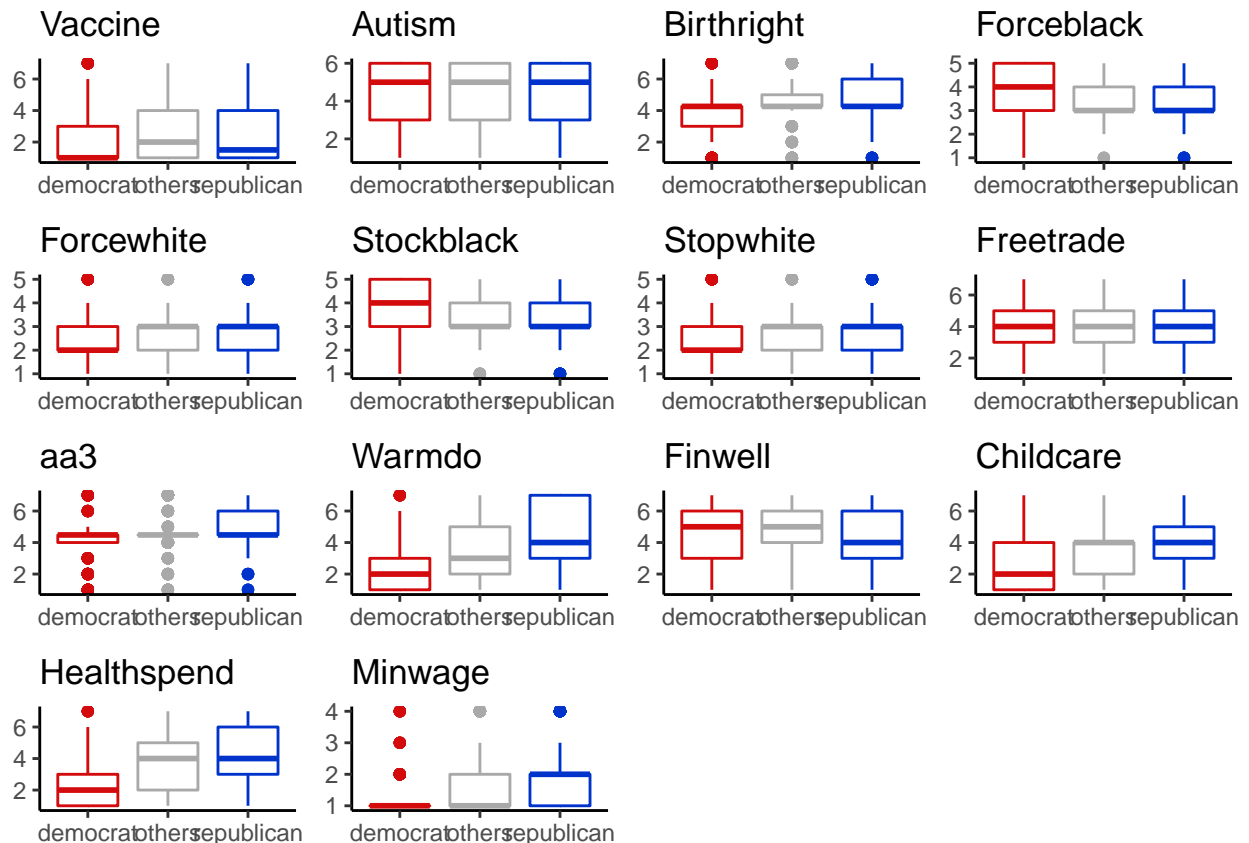 Vaccine Autism Birthright Forceblack
6 4 2
6 4 2
6 4 2
5 4 3 2 1
democrat others republican democrat others republican democrat others republican democrat others republican
Forcewhite Stockblack Stopwhite Freetrade
5 4 3 2 1
5 4 3 2 1
5 4 3 2 1
6 4 2
democrat others republican democrat others republican democrat others republican democrat others republican
aa3 Warmdo Finwell Childcare
6 4 2
6 4 2
6 4 2
6 4 2
democrat others republican democrat others republican democrat others republican democrat others republican
Healthspend Minwage
6 4 2
4 3 2 1
democrat others republican democrat others republican